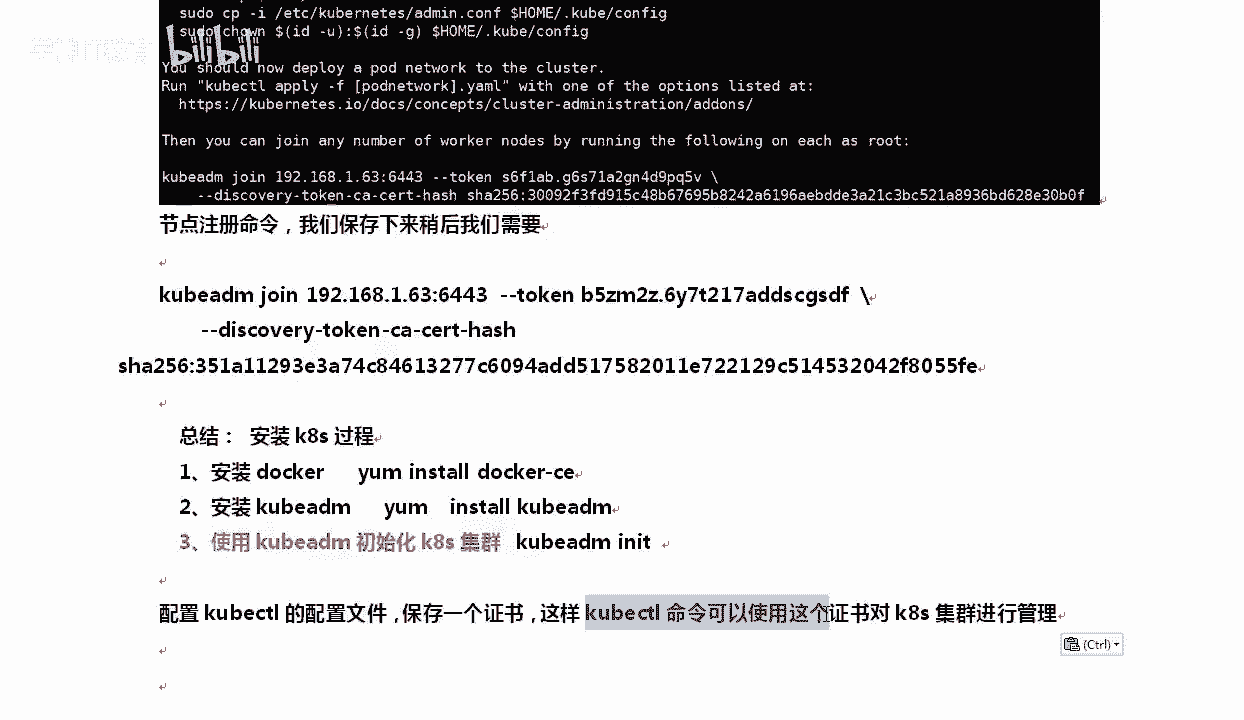 sudo cp -i /etc/kubernetes/admin.conf $HOME/.kube/config
sudo chown $(id -u):$(id -g) $HOME/.kube/config
bilibili
You should now deploy a pod network to the cluster.
Run "kubectl apply -f [podnetwork].yaml" with one of the options listed at:
https://kubernetes.io/docs/concepts/cluster-administration/addons/
Then you can join any number of worker nodes by running the following on each as root:
kubeadm join 192.168.1.63:6443 --token s6f1ab.g6s71a2gn4d9pq5v \
--discovery-token-ca-cert-hash sha256:30092f3fd915c48b67695b8242a6196aebdde3a21c3bc521a8936bd628e30b0f
节点注册命令，我们保存下来稍后我们需要
kubeadm join 192.168.1.63:6443 --token b5zm2z.6y7t217addscgsdf \
--discovery-token-ca-cert-hash
sha256:351a11293e3a74c84613277c6094add517582011e722129c514532042f8055fe
总结： 安装 k8s 过程
1、安装 docker yum install docker-ce
2、安装 kubeadm yum install kubeadm
3、使用 kubeadm 初始化 k8s 集群 kubeadm init
配置 kubectl 的配置文件，保存一个证书，这样 kubectl 命令可以使用这个证书对 k8s 集群进行管理
(Ctrl)